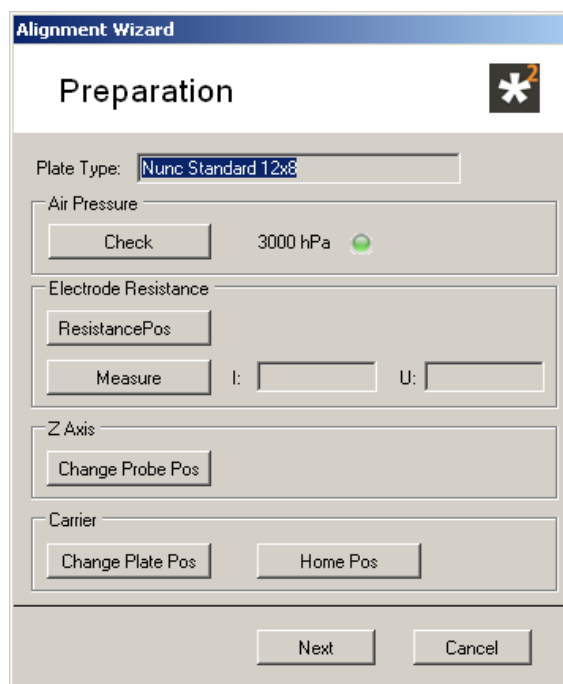 Alignment Wizard
Preparation
*2
Plate Type: Nunc Standard 12x8
Air Pressure
Check 3000 hPa
Electrode Resistance
ResistancePos
Measure I: U:
Z Axis
Change Probe Pos
Carrier
Change Plate Pos Home Pos
Next Cancel